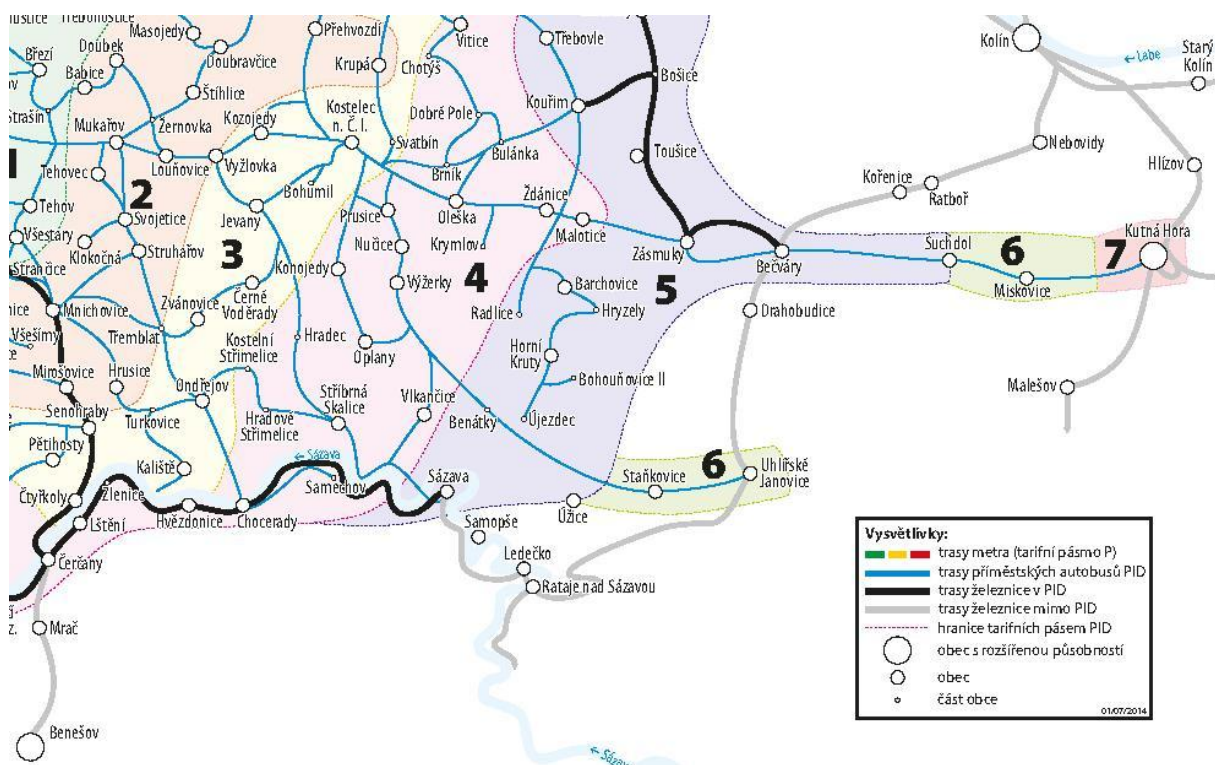 Masojedy
Přehvozdí
Vitice
Třebovle
Kolín
← Labe
Starý
Kolín
Březí
Doubek
Doubravčice
Krupá
Chotýš
Bošice
Babice
Štíhlice
Dobré Pole
Kouřim
Strašín
Mukařov
Žernovka
Kozojedy
Kostelec
n. Č. l.
Svatbín
Bulánka
Toušice
Nebovidy
Hlízov
1
Tehovec
Louňovice
Vyžlovka
Bohumil
Brník
Ždánice
Kořenice
Ratboř
2
Tehov
Svojetice
Jevany
Prusice
Oleška
Malotice
Všestary
Klokočná
Struhařov
3
Nučice
Krymlov
Zásmuky
Bečváry
Suchdol
6
7
Kutná Hora
Strančice
Konojedy
4
5
Miskovice
Mnichovice
Zvánovice
Černé
Voděrady
Výžerky
Barchovice
Radlice
Hryzely
Drahobudice
Všešímy
Tremblat
Kostelní
Střimelice
Hradec
Oplany
Horní
Kruty
Mirošovice
Hrusice
Ondřejov
Stříbrná
Skalice
Vlkančice
Bohouňovice II
Malešov
Senohraby
Turkovice
Hradové
Střimelice
Benátky
Újezdec
Pětihosty
Kaliště
← Sázava
Sázava
6
Staňkovice
Uhlířské
Janovice
Čtyřkoly
Zlenice
Samechov
Lštění
Hvězdonice
Chocerady
Úžice
Samopše
Čerčany
Ledečko
Rataje nad Sázavou
Mrač
Benešov
Vysvětlivky:
trasy metra (tarifní pásmo P)
trasy příměstských autobusů PID
trasy železnice v PID
trasy železnice mimo PID
hranice tarifních pásem PID
obec s rozšířenou působností
obec
část obce
01/07/2014